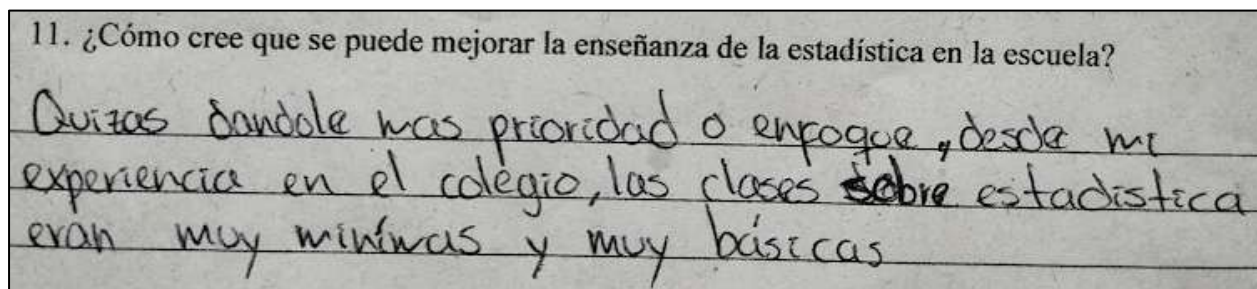 11. ¿Cómo cree que se puede mejorar la enseñanza de la estadística en la escuela?
Quizas dandole mas prioridad o enfoque, desde mi
experiencia en el colegio, las clases sobre estadistica
eran muy minímas y muy básicas